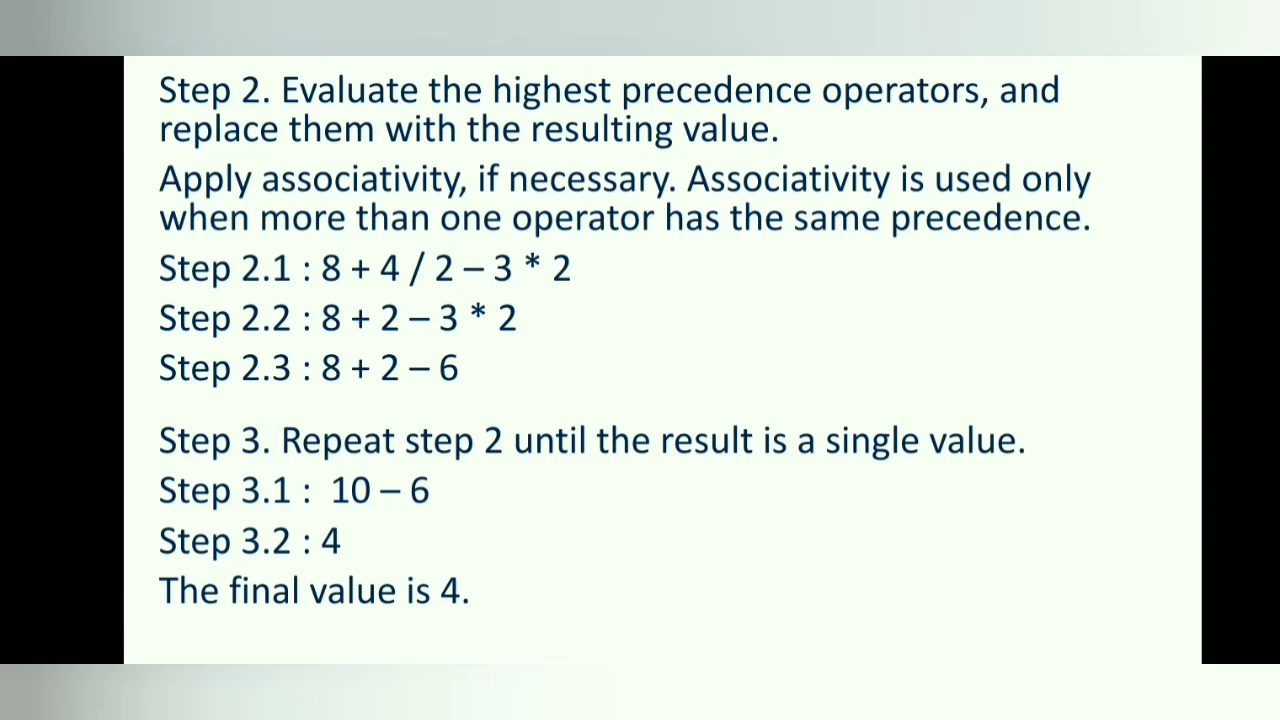 Step 2. Evaluate the highest precedence operators, and
replace them with the resulting value.
Apply associativity, if necessary. Associativity is used only
when more than one operator has the same precedence.
Step 2.1 : 8 + 4 / 2 – 3 * 2
Step 2.2 : 8 + 2 – 3 * 2
Step 2.3 : 8 + 2 – 6
Step 3. Repeat step 2 until the result is a single value.
Step 3.1 : 10 – 6
Step 3.2 : 4
The final value is 4.